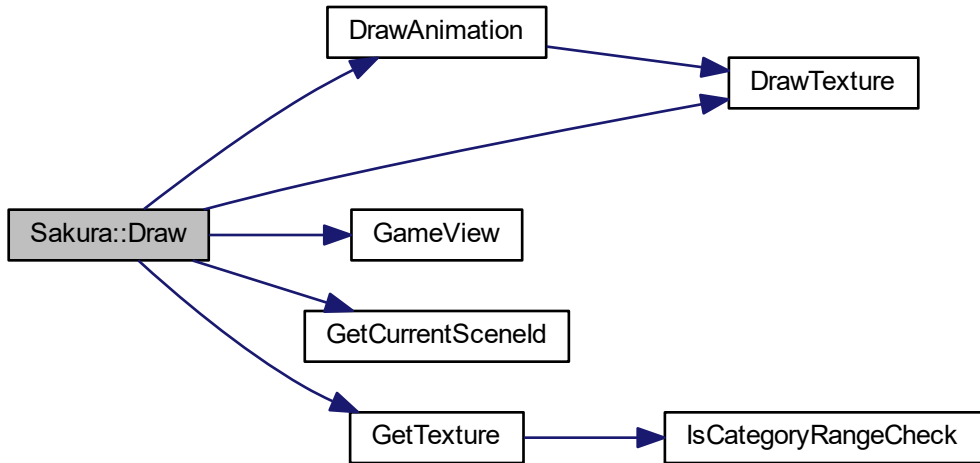 DrawAnimation
DrawTexture
Sakura::Draw
GameView
GetCurrentSceneId
GetTexture
IsCategoryRangeCheck